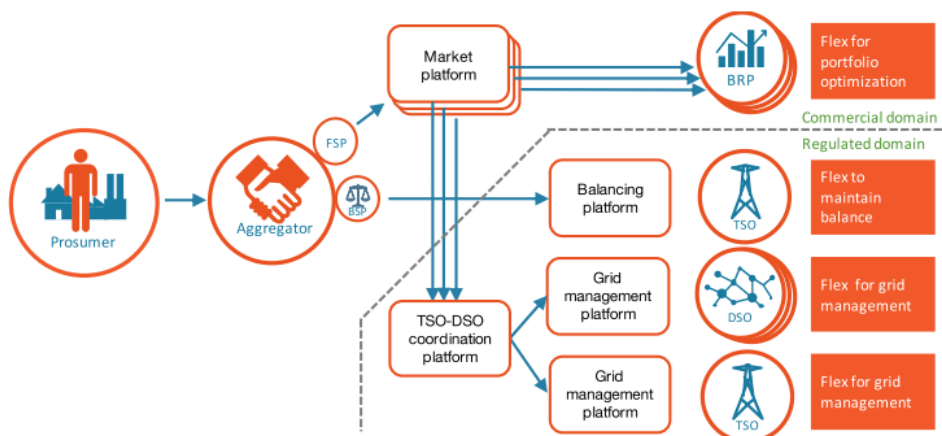 Market
platform
BRP
Flex for
portfolio
optimization
Commercial domain
Regulated domain
FSP
Prosumer
Aggregator
BSP
Balancing
platform
TSO
Flex to
maintain
balance
Grid
management
platform
DSO
Flex for grid
management
TSO-DSO
coordination
platform
Grid
management
platform
TSO
Flex for grid
management